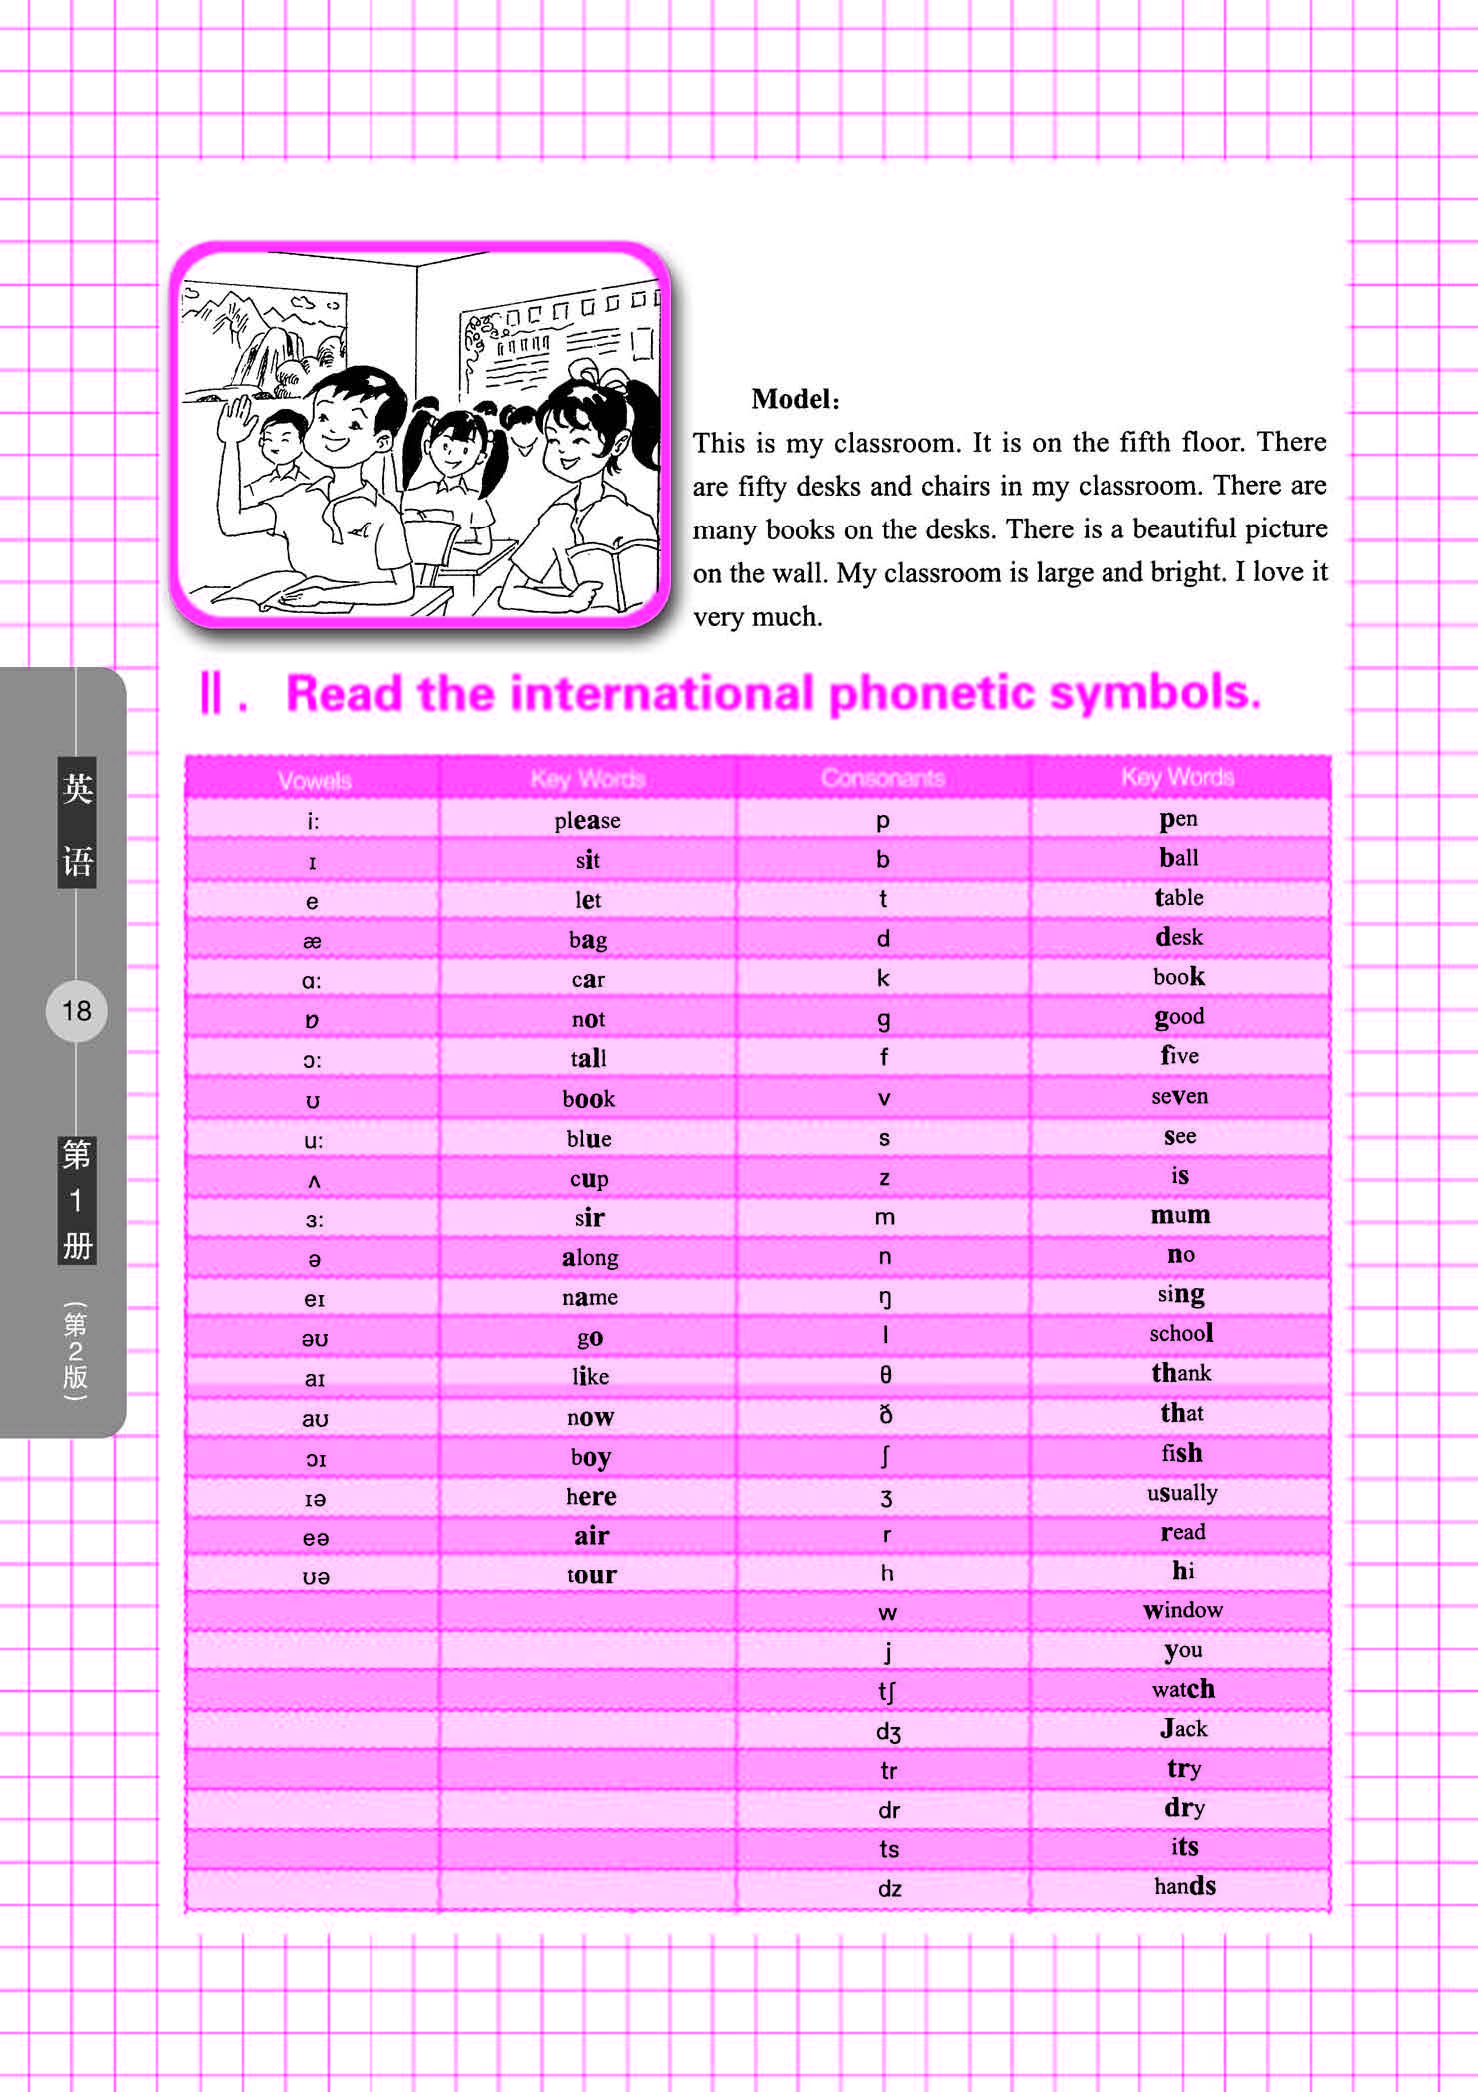 Model:
This is my classroom. It is on the fifth floor. There
are fifty desks and chairs in my classroom. There are
many books on the desks. There is a beautiful picture
on the wall. My classroom is large and bright. I love it
very much.
Ⅱ. Read the international phonetic symbols.
Vowels Key Words Consonants Key Words
i: please p pen
ɪ sit b ball
e let t table
æ bag d desk
ɑ: car k book
ɒ not g good
ɔ: tall f five
ʊ book v seven
u: blue s see
ʌ cup z is
ɜ: sir m mum
ə along n no
eɪ name ŋ sing
əʊ go l school
aɪ like θ thank
aʊ now ð that
ɔɪ boy ʃ fish
ɪə here ʒ usually
eə air r read
ʊə tour h hi
w window
j you
tʃ watch
dʒ Jack
tr try
dr dry
ts its
dz hands
英语
18
第1册
(第2版)